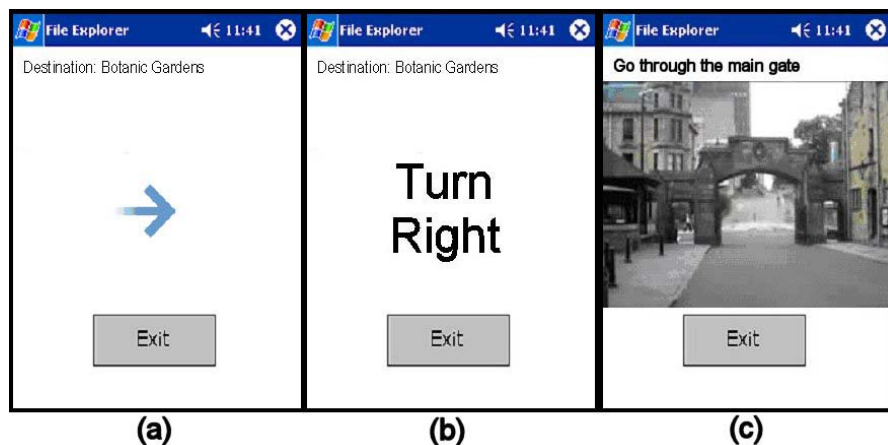 File Explorer 11:41
Destination: Botanic Gardens
Exit
(a)
File Explorer 11:41
Destination: Botanic Gardens
Turn
Right
Exit
(b)
File Explorer 11:41
Go through the main gate
Exit
(c)